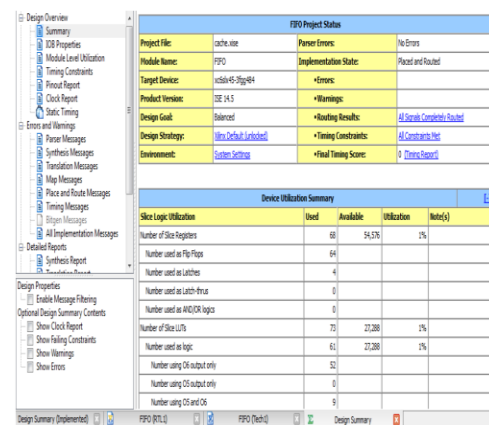 Design Overview
Summary
IOB Properties
Module Level Utilization
Timing Constraints
Pinout Report
Clock Report
Static Timing
Errors and Warnings
Parser Messages
Synthesis Messages
Translation Messages
Map Messages
Place and Route Messages
Timing Messages
Bitgen Messages
All Implementation Messages
Detailed Reports
Synthesis Report
Translation Report
Design Properties
Enable Message Filtering
Optional Design Summary Contents
Show Clock Report
Show Failing Constraints
Show Warnings
Show Errors
FIFO Project Status
Project File: cache.xise Parser Errors: No Errors
Module Name: FIFO Implementation State: Placed and Routed
Target Device: xc6slx45-3fgg484 •Errors:
Product Version: ISE 14.5 •Warnings:
Design Goal: Balanced •Routing Results: All Signals Completely Routed
Design Strategy: Xilinx Default (unlocked) •Timing Constraints: All Constraints Met
Environment: System Settings •Final Timing Score: 0 (Timing Report)
Device Utilization Summary
Slice Logic Utilization Used Available Utilization Note(s)
Number of Slice Registers 68 54,576 1%
Number used as Flip Flops 64
Number used as Latches 4
Number used as Latch-thrus 0
Number used as AND/OR logics 0
Number of Slice LUTs 73 27,288 1%
Number used as logic 61 27,288 1%
Number using O6 output only 52
Number using O5 output only 0
Number using O5 and O6 9
Design Summary (Implemented) FIFO (RTL1) FIFO (Tech1) Design Summary